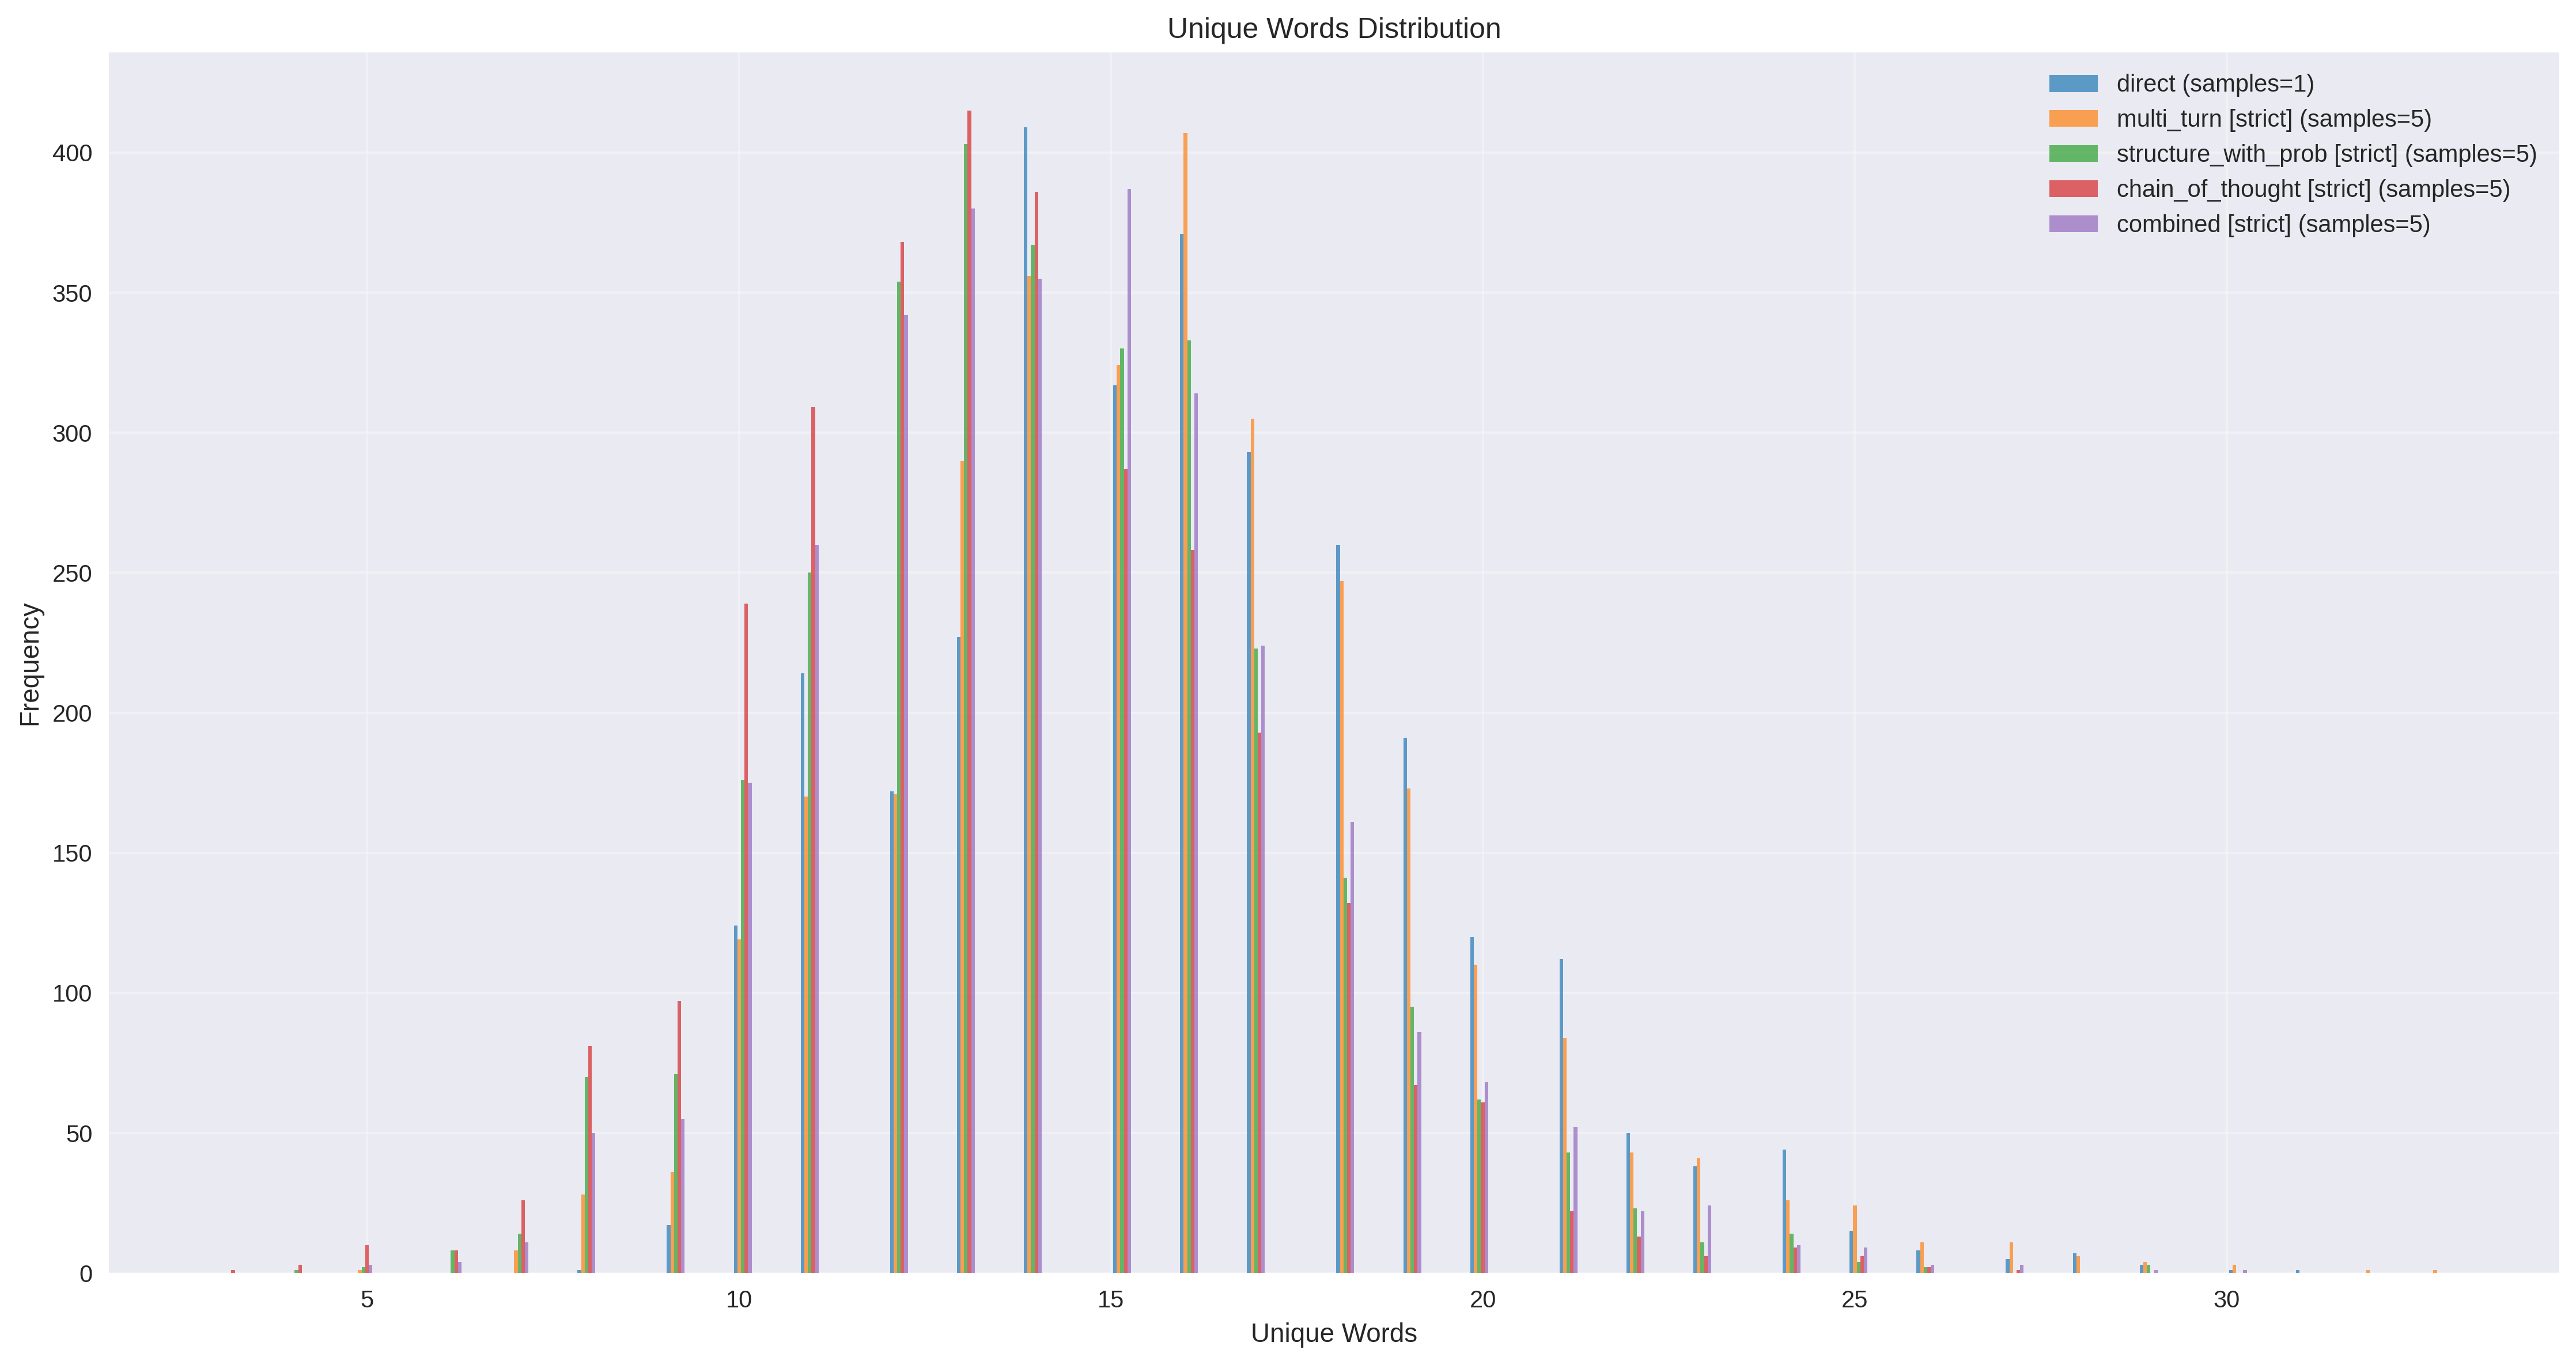 Unique Words Distribution
direct (samples=1)
multi_turn [strict] (samples=5)
structure_with_prob [strict] (samples=5)
chain_of_thought [strict] (samples=5)
combined [strict] (samples=5)
400
350
300
250
200
150
100
50
0
Frequency
5 10 15 20 25 30
Unique Words